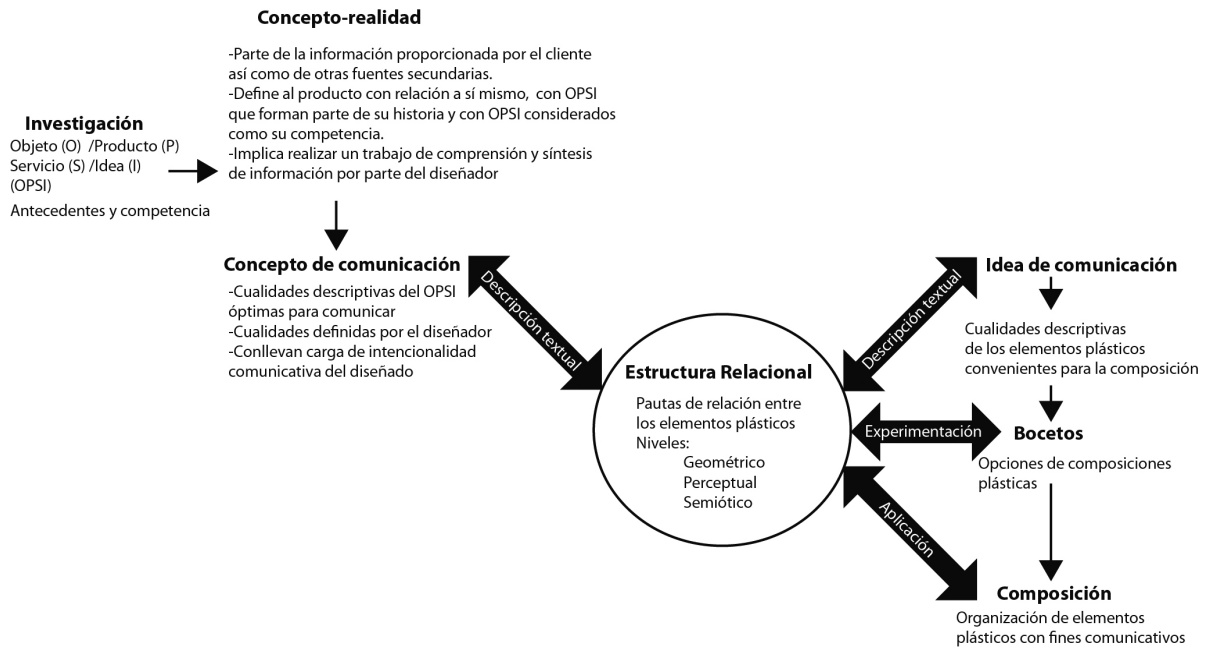 Concepto-realidad
-Parte de la información proporcionada por el cliente
así como de otras fuentes secundarias.
-Define al producto con relación a sí mismo, con OPSI
que forman parte de su historia y con OPSI considerados
como su competencia.
-Implica realizar un trabajo de comprensión y síntesis
de información por parte del diseñador
Investigación
Objeto (O) /Producto (P)
Servicio (S) /Idea (I)
(OPSI)
Antecedentes y competencia
Concepto de comunicación
-Cualidades descriptivas del OPSI
óptimas para comunicar
-Cualidades definidas por el diseñador
-Conllevan carga de intencionalidad
comunicativa del diseñado
Descripción textual
Estructura Relacional
Pautas de relación entre
los elementos plásticos
Niveles:
Geométrico
Perceptual
Semiótico
Descripción textual
Idea de comunicación
Cualidades descriptivas
de los elementos plásticos
convenientes para la composición
Experimentación
Bocetos
Opciones de composiciones
plásticas
Aplicación
Composición
Organización de elementos
plásticos con fines comunicativos